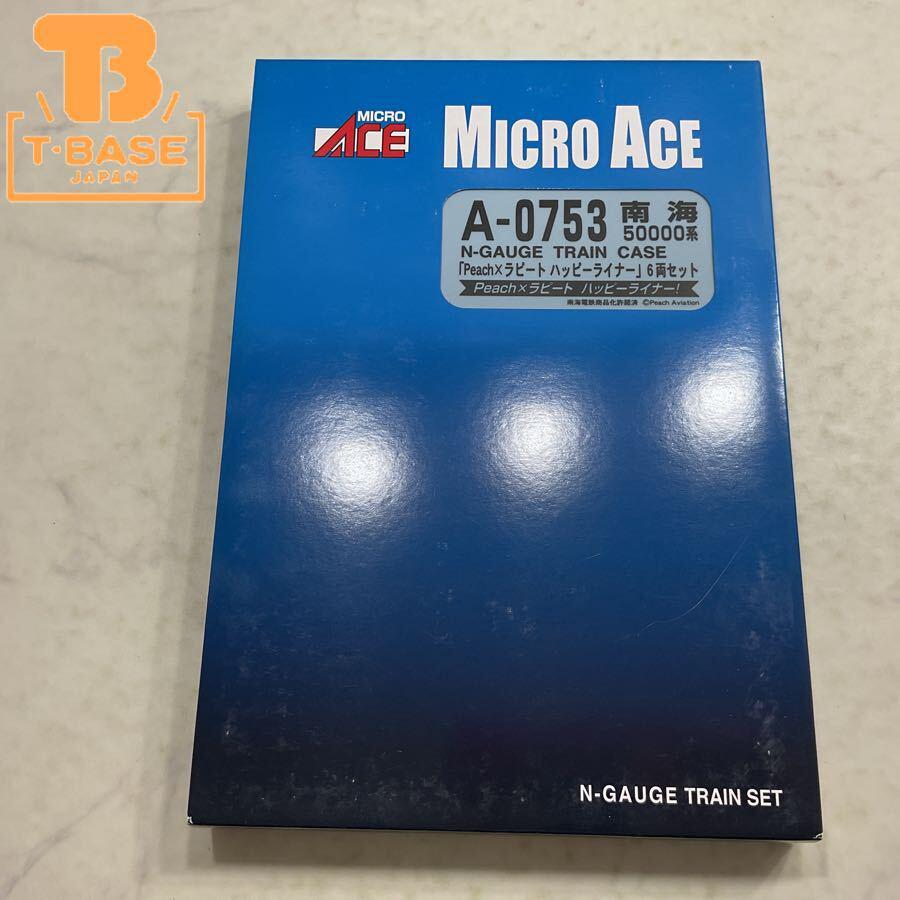 T·BASE
JAPAN
MICRO
ACE
MICRO ACE
A-0753 南海
50000系
N-GAUGE TRAIN CASE
「Peach×ラピート ハッピーライナー」6両セット
Peach×ラピート ハッピーライナー!
南海電鉄商品化許諾済 ©Peach Aviation
N-GAUGE TRAIN SET